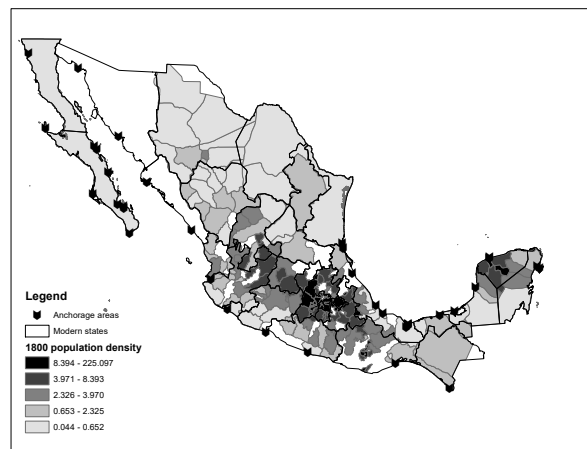 Legend
Anchorage areas
Modern states
1800 population density
8.394 - 225.097
3.971 - 8.393
2.326 - 3.970
0.653 - 2.325
0.044 - 0.652